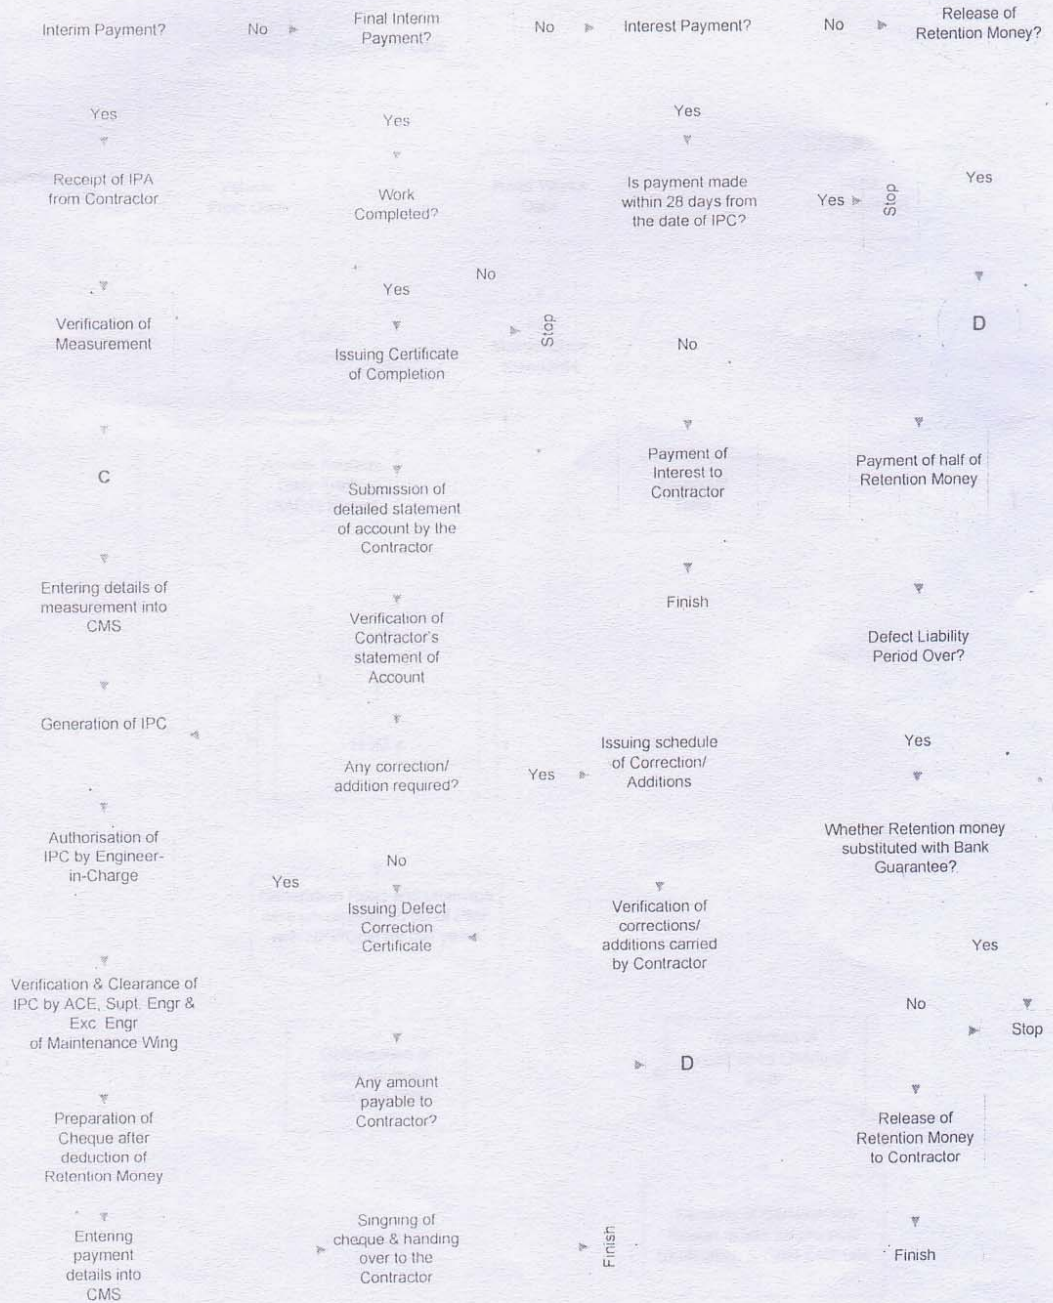 Interim Payment?
No
Final Interim
Payment?
No
Interest Payment?
No
Release of
Retention Money?
Yes
Receipt of IPA
from Contractor
Verification of
Measurement
C
Entering details of
measurement into
CMS
Generation of IPC
Authorisation of
IPC by Engineer-
in-Charge
Verification & Clearance of
IPC by ACE, Supt. Engr &
Exc. Engr
of Maintenance Wing
Preparation of
Cheque after
deduction of
Retention Money
Entering
payment
details into
CMS
Yes
Work
Completed?
No
Stop
Yes
Issuing Certificate
of Completion
Submission of
detailed statement
of account by the
Contractor
Verification of
Contractor's
statement of
Account
Any correction/
addition required?
Yes
No
Yes
Issuing Defect
Correction
Certificate
Any amount
payable to
Contractor?
Singning of
cheque & handing
over to the
Contractor
Finish
Yes
Is payment made
within 28 days from
the date of IPC?
Yes
Stop
No
Payment of
Interest to
Contractor
Finish
Issuing schedule
of Correction/
Additions
Verification of
corrections/
additions carried
by Contractor
D
Yes
D
Payment of half of
Retention Money
Defect Liability
Period Over?
Yes
Whether Retention money
substituted with Bank
Guarantee?
Yes
No
Stop
Release of
Retention Money
to Contractor
Finish